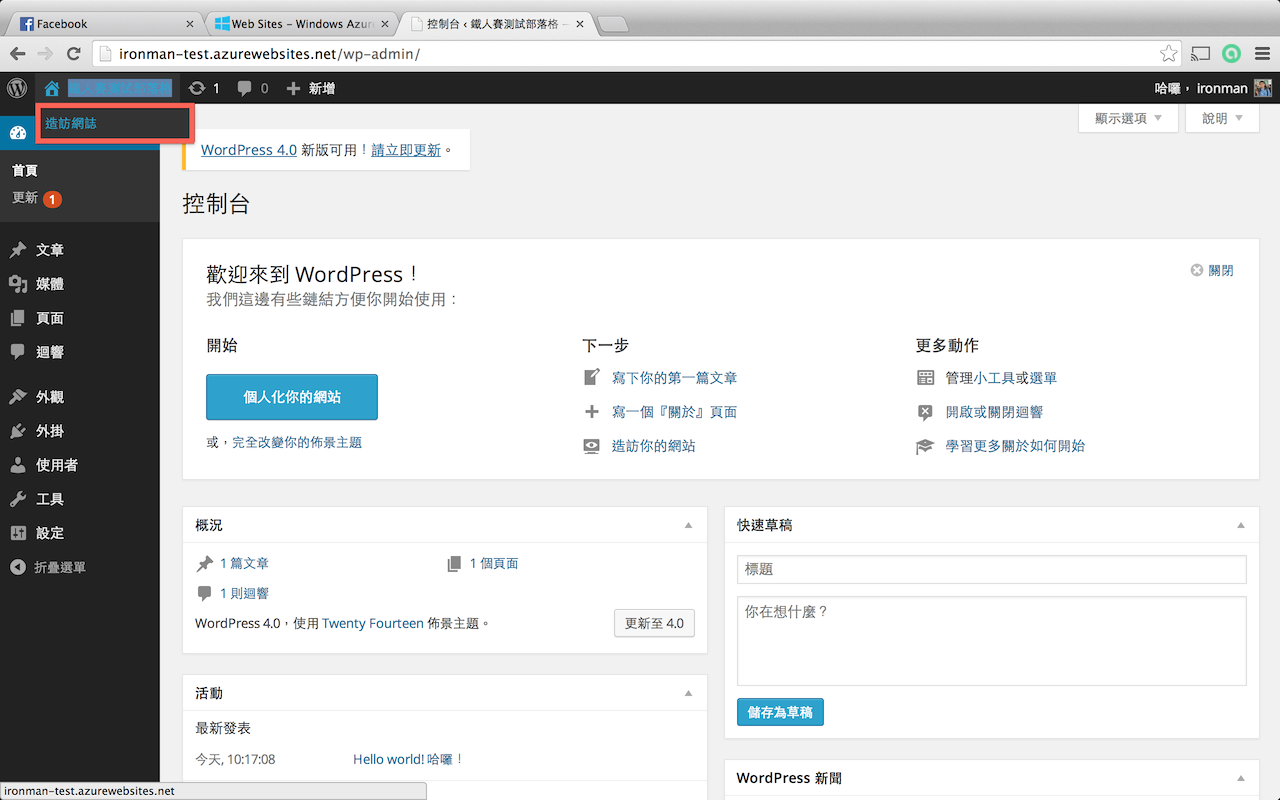 Facebook
Web Sites – Windows Azur
控制台 ‹ 鐵人賽測試部落格 –
ironman-test.azurewebsites.net/wp-admin/
1
0
新增
哈囉，ironman
造訪網誌
顯示選項
說明
首頁
更新 1
文章
媒體
頁面
迴響
外觀
外掛
使用者
工具
設定
折疊選單
WordPress 4.0 新版可用！請立即更新。
控制台
歡迎來到 WordPress！
關閉
我們這邊有些鏈結方便你開始使用：
開始
個人化你的網站
或，完全改變你的佈景主題
下一步
寫下你的第一篇文章
寫一個『關於』頁面
造訪你的網站
更多動作
管理小工具或選單
開啟或關閉迴響
學習更多關於如何開始
概況
1 篇文章
1 個頁面
1 則迴響
WordPress 4.0，使用 Twenty Fourteen 佈景主題。
更新至 4.0
活動
最新發表
今天, 10:17:08
Hello world! 哈囉！
快速草稿
標題
你在想什麼？
儲存為草稿
WordPress 新聞
ironman-test.azurewebsites.net